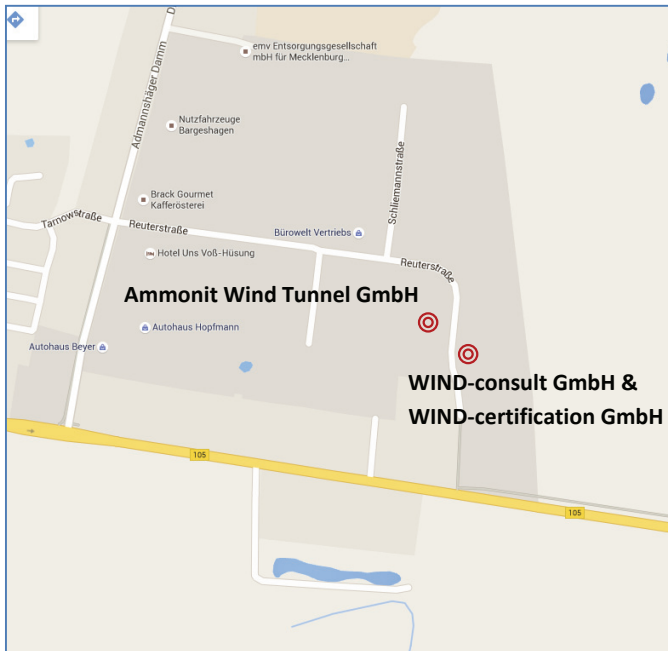 D
emv Entsorgungsgesellschaft
mbH für Mecklenburg...
Admannshäger Damm
Nutzfahrzeuge
Bargeshagen
Schliemannstraße
Brack Gourmet
Kafferösterei
Tarnowstraße
Reuterstraße
Bürowelt Vertriebs
Hotel Uns Voß-Hüsung
Reuterstraße
Ammonit Wind Tunnel GmbH
Autohaus Hopfmann
Autohaus Beyer
WIND-consult GmbH &
WIND-certification GmbH
105
105